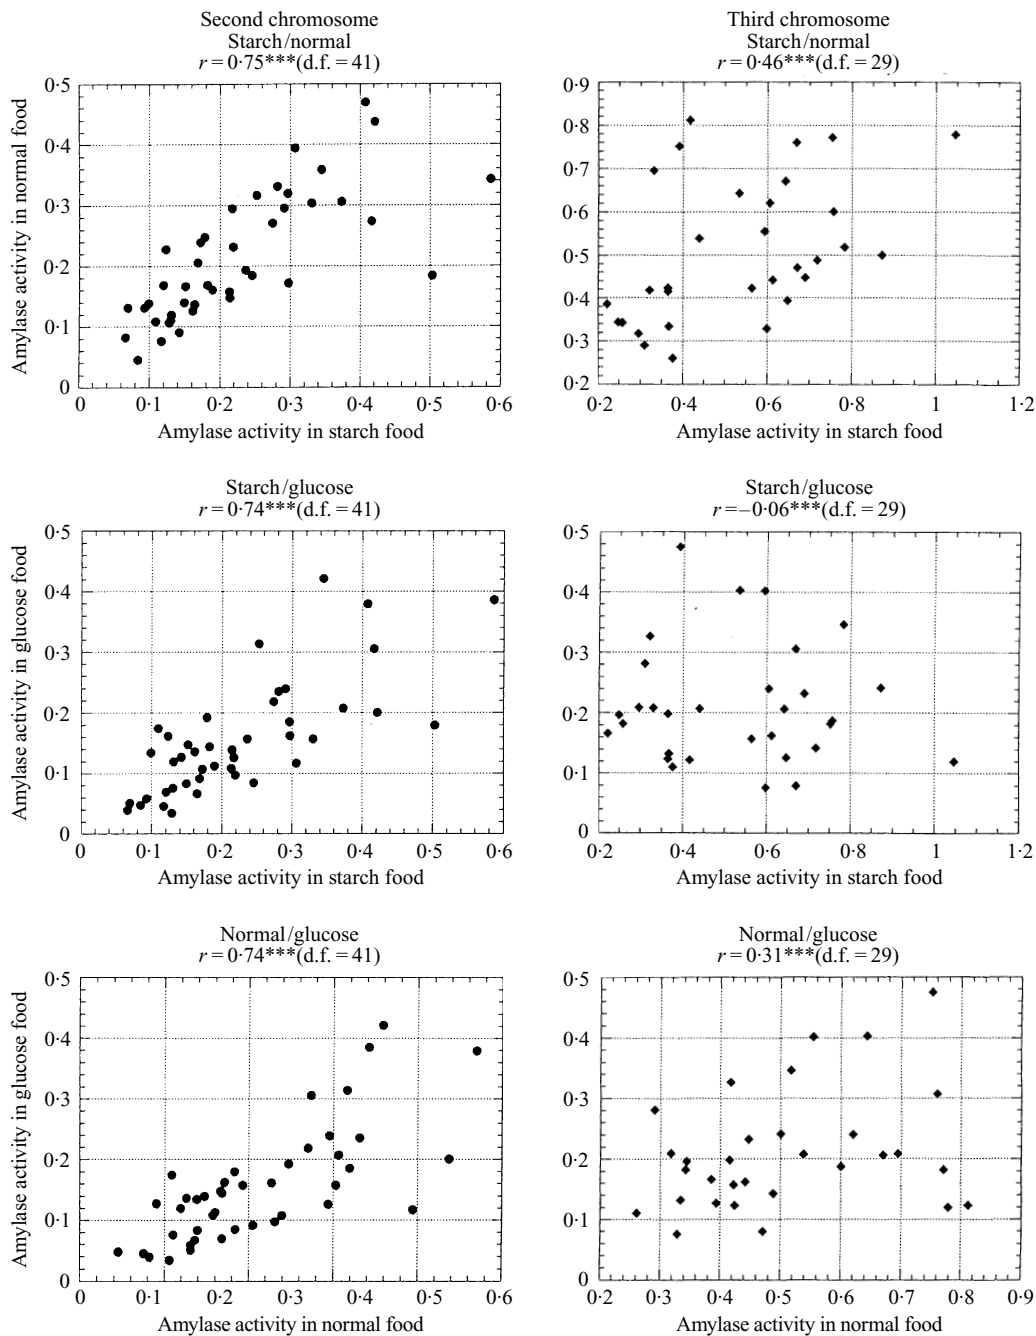 Second chromosome
Starch/normal
r = 0·75***(d.f. = 41)
Amylase activity in normal food
0·5
0·4
0·3
0·2
0·1
0
0 0·1 0·2 0·3 0·4 0·5 0·6
Amylase activity in starch food
Third chromosome
Starch/normal
r = 0·46***(d.f. = 29)
0·9
0·8
0·7
0·6
0·5
0·4
0·3
0·2
0·2 0·4 0·6 0·8 1 1·2
Amylase activity in starch food
Starch/glucose
r = 0·74***(d.f. = 41)
Amylase activity in glucose food
0·5
0·4
0·3
0·2
0·1
0
0 0·1 0·2 0·3 0·4 0·5 0·6
Amylase activity in starch food
Starch/glucose
r = –0·06***(d.f. = 29)
0·5
0·4
0·3
0·2
0·1
0
0·2 0·4 0·6 0·8 1 1·2
Amylase activity in starch food
Normal/glucose
r = 0·74***(d.f. = 41)
Amylase activity in glucose food
0·5
0·4
0·3
0·2
0·1
0
0 0·1 0·2 0·3 0·4 0·5 0·6
Amylase activity in normal food
Normal/glucose
r = 0·31***(d.f. = 29)
0·5
0·4
0·3
0·2
0·1
0
0·2 0·3 0·4 0·5 0·6 0·7 0·8 0·9
Amylase activity in normal food